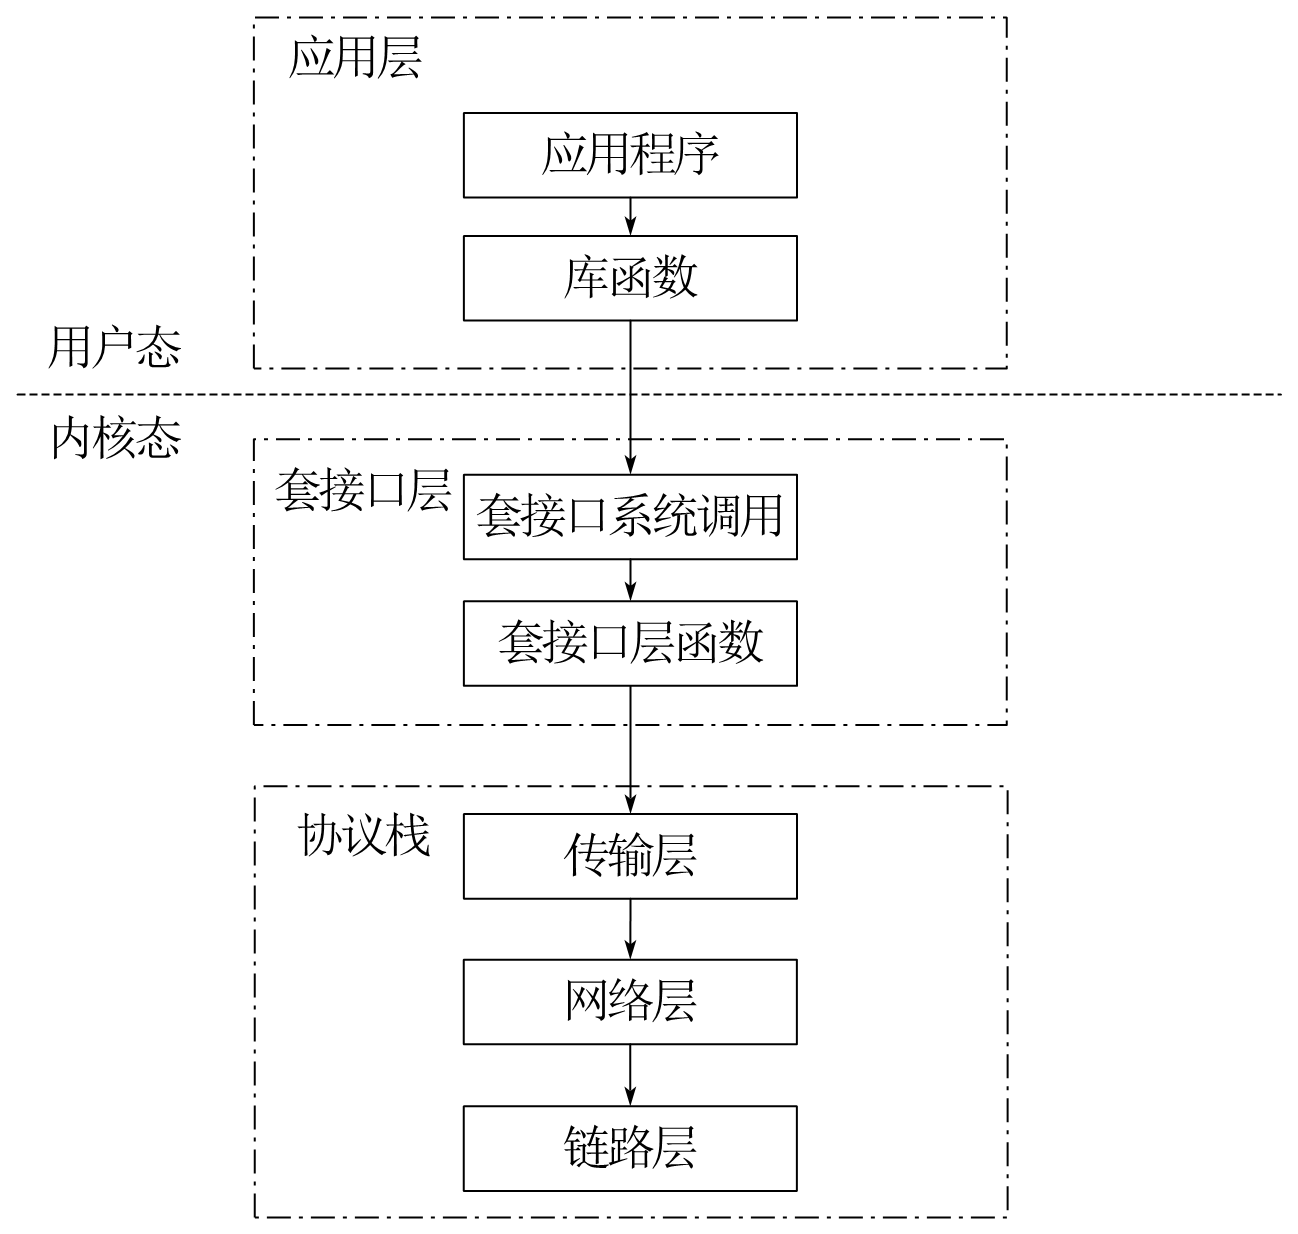 应用层
应用程序
库函数
用户态
内核态
套接口层
套接口系统调用
套接口层函数
协议栈
传输层
网络层
链路层